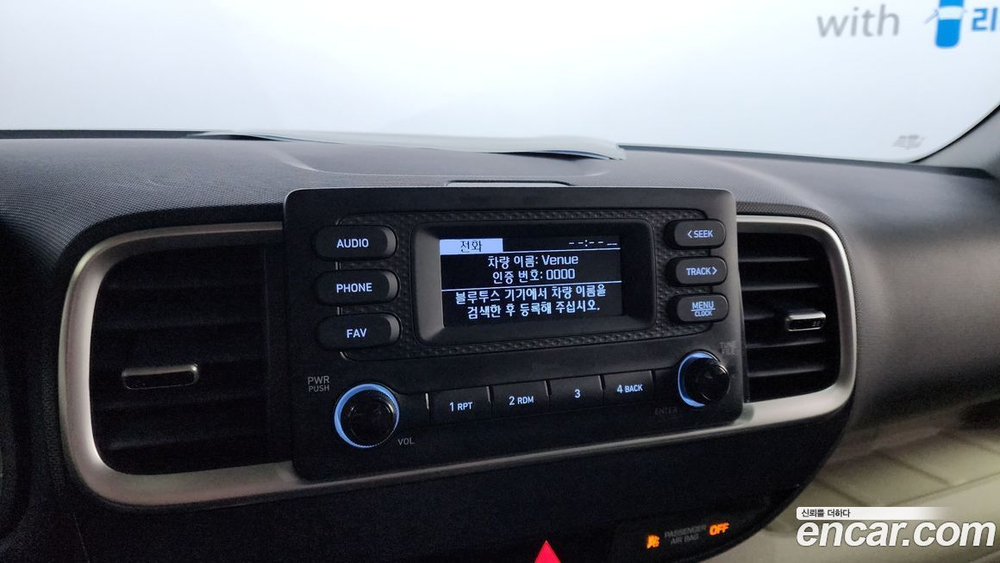 with 리
AUDIO
PHONE
FAV
전화
--:--
차량 이름: Venue
인증 번호: 0000
블루투스 기기에서 차량 이름을
검색한 후 등록해 주십시오.
< SEEK
TRACK >
MENU
CLOCK
PWR
PUSH
VOL
1 RPT
2 RDM
3
4 BACK
TUNE
FILE
ENTER
PASSENGER
AIR BAG
OFF
신뢰를 더하다
encar.com